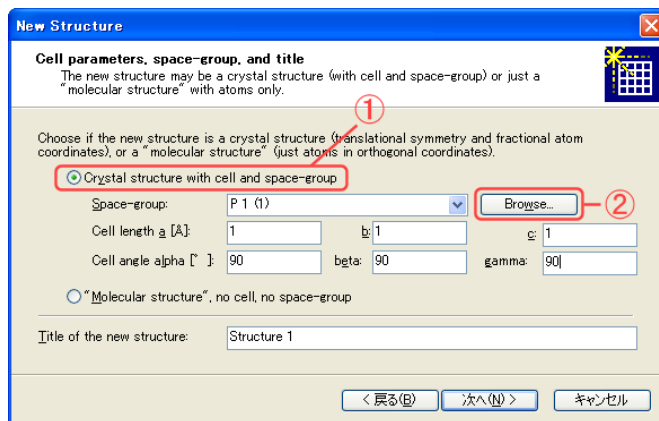 New Structure
Cell parameters, space-group, and title
The new structure may be a crystal structure (with cell and space-group) or just a
"molecular structure" with atoms only.
①
Choose if the new structure is a crystal structure (translational symmetry and fractional atom
coordinates), or a "molecular structure" (just atoms in orthogonal coordinates).
Crystal structure with cell and space-group
Space-group: P 1 (1) Browse... ②
Cell length a [Å]: 1 b: 1 c: 1
Cell angle alpha [° ]: 90 beta: 90 gamma: 90
"Molecular structure", no cell, no space-group
Title of the new structure: Structure 1
< 戻る(B) 次へ(N) > キャンセル